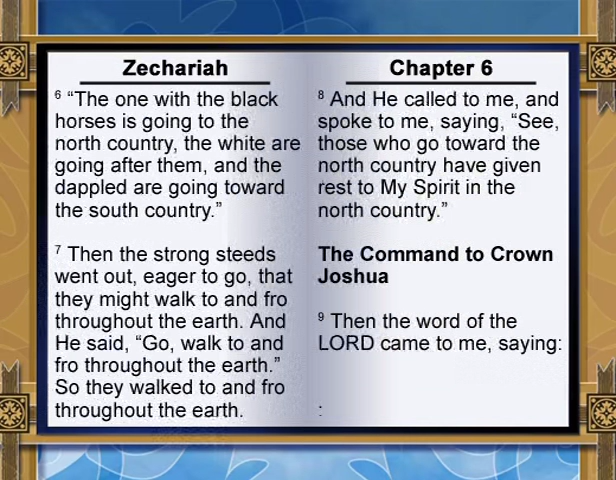 Zechariah
6 “The one with the black
horses is going to the
north country, the white are
going after them, and the
dappled are going toward
the south country.”
7 Then the strong steeds
went out, eager to go, that
they might walk to and fro
throughout the earth. And
He said, “Go, walk to and
fro throughout the earth.”
So they walked to and fro
throughout the earth.
Chapter 6
8 And He called to me, and
spoke to me, saying, “See,
those who go toward the
north country have given
rest to My Spirit in the
north country.”
The Command to Crown
Joshua
9 Then the word of the
LORD came to me, saying:
: